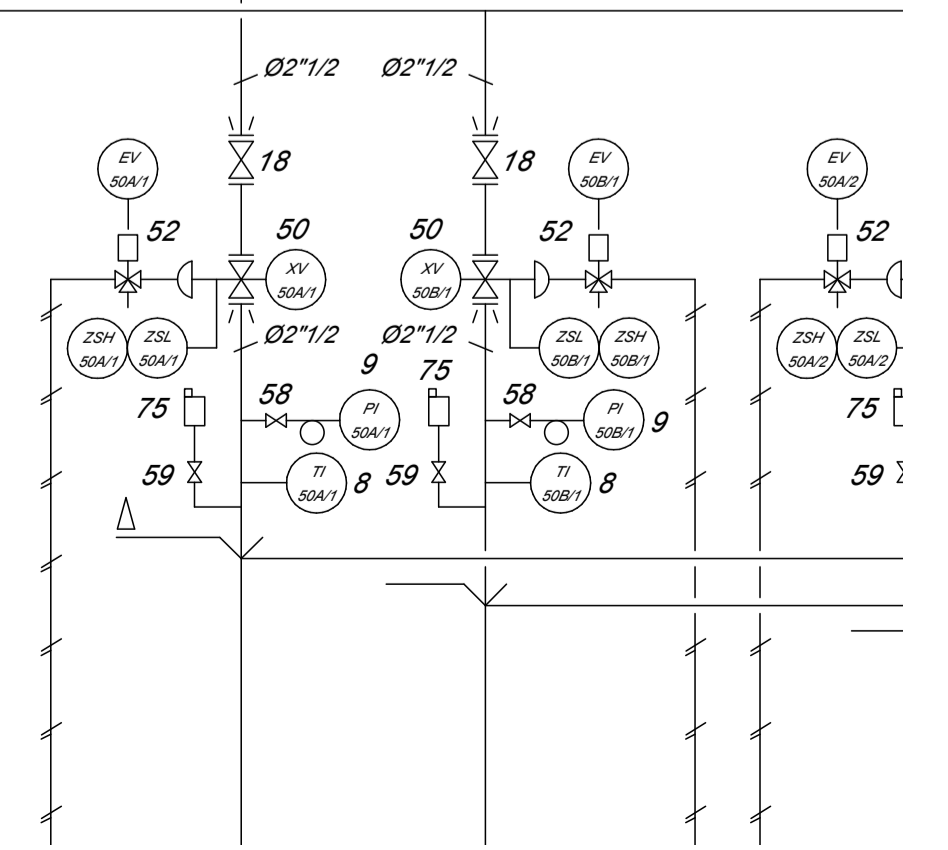 Ø2"1/2 Ø2"1/2
18 18
EV
50A/1
EV
50B/1
EV
50A/2
52 50 50 52 52
XV
50A/1
XV
50B/1
ZSH
50A/1
ZSL
50A/1
Ø2"1/2 Ø2"1/2
ZSL
50B/1
ZSH
50B/1
ZSH
50A/2
ZSL
50A/2
9 75
75 58 58 75
PI
50A/1
PI
50B/1
9
59 59 59
TI
50A/1
8
TI
50B/1
8